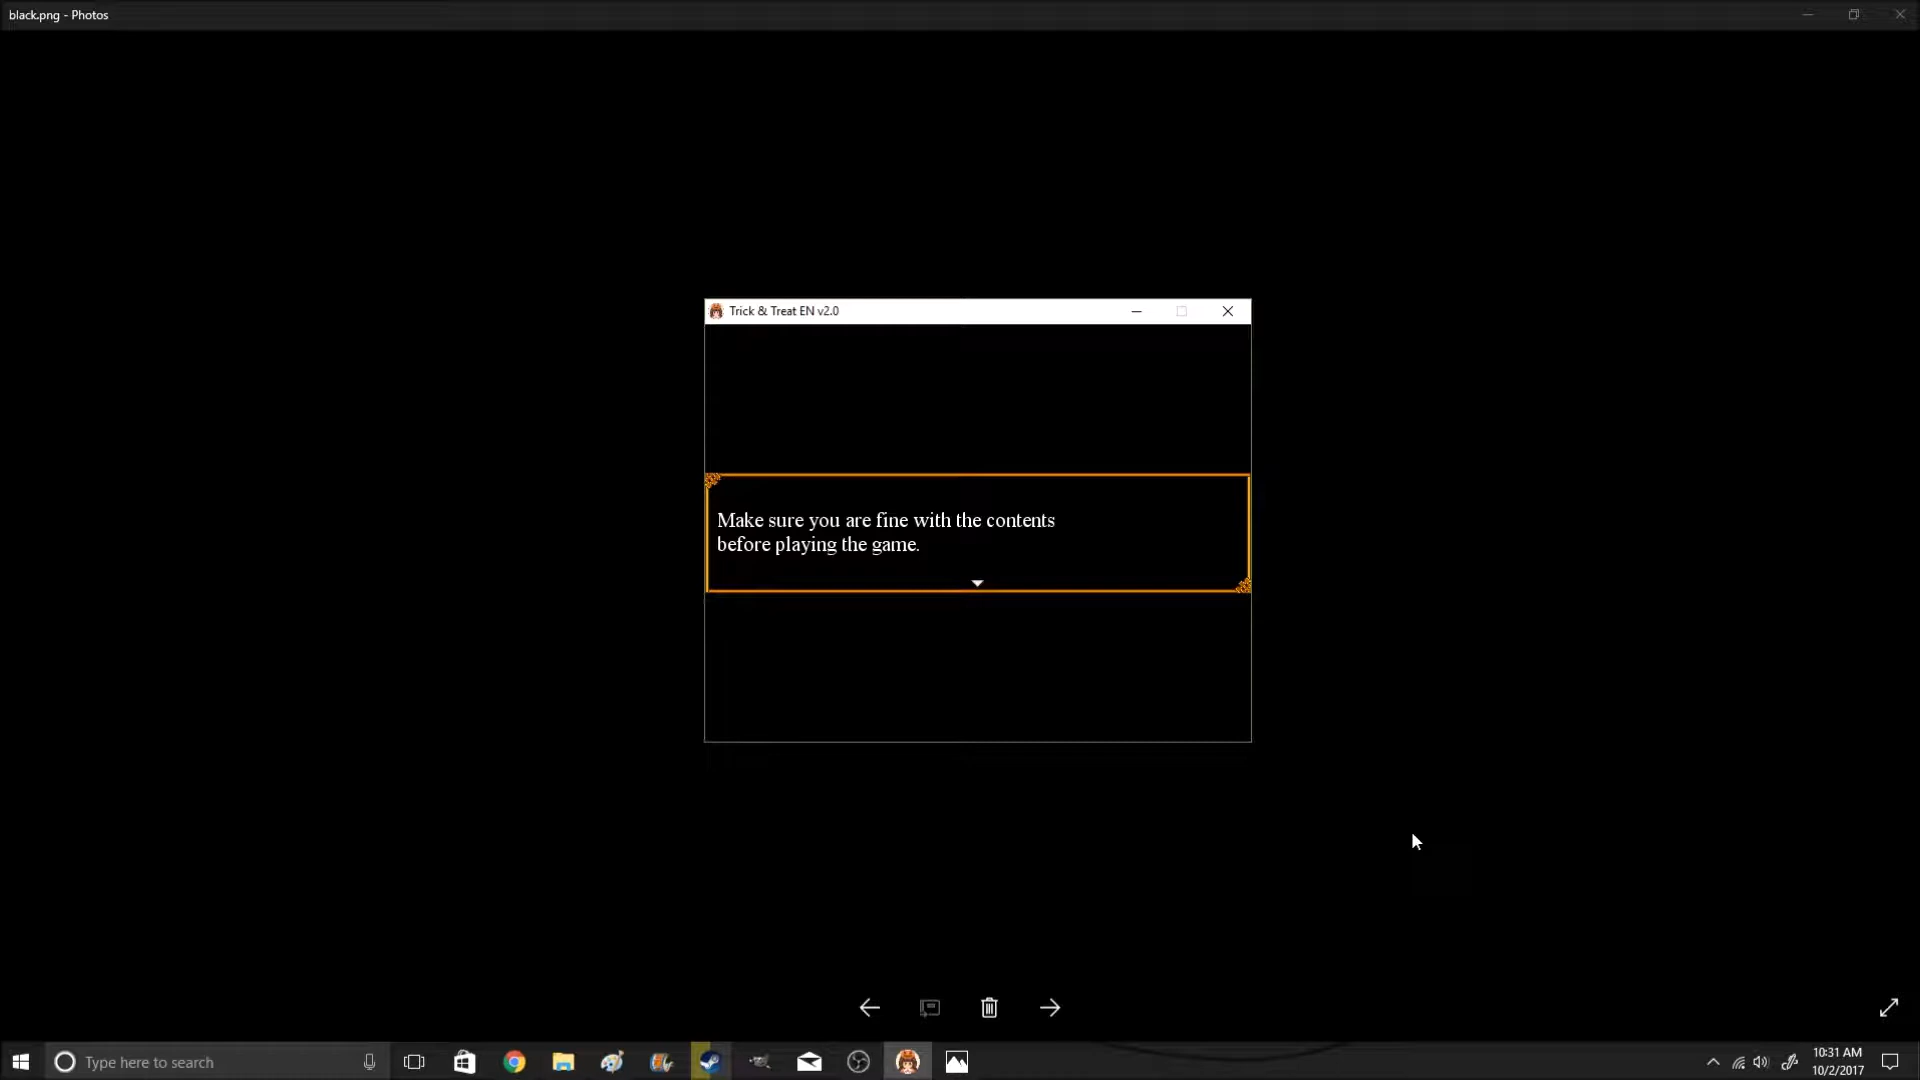 black.png - Photos
Trick & Treat EN v2.0
Make sure you are fine with the contents
before playing the game.
Type here to search
10:31 AM
10/2/2017